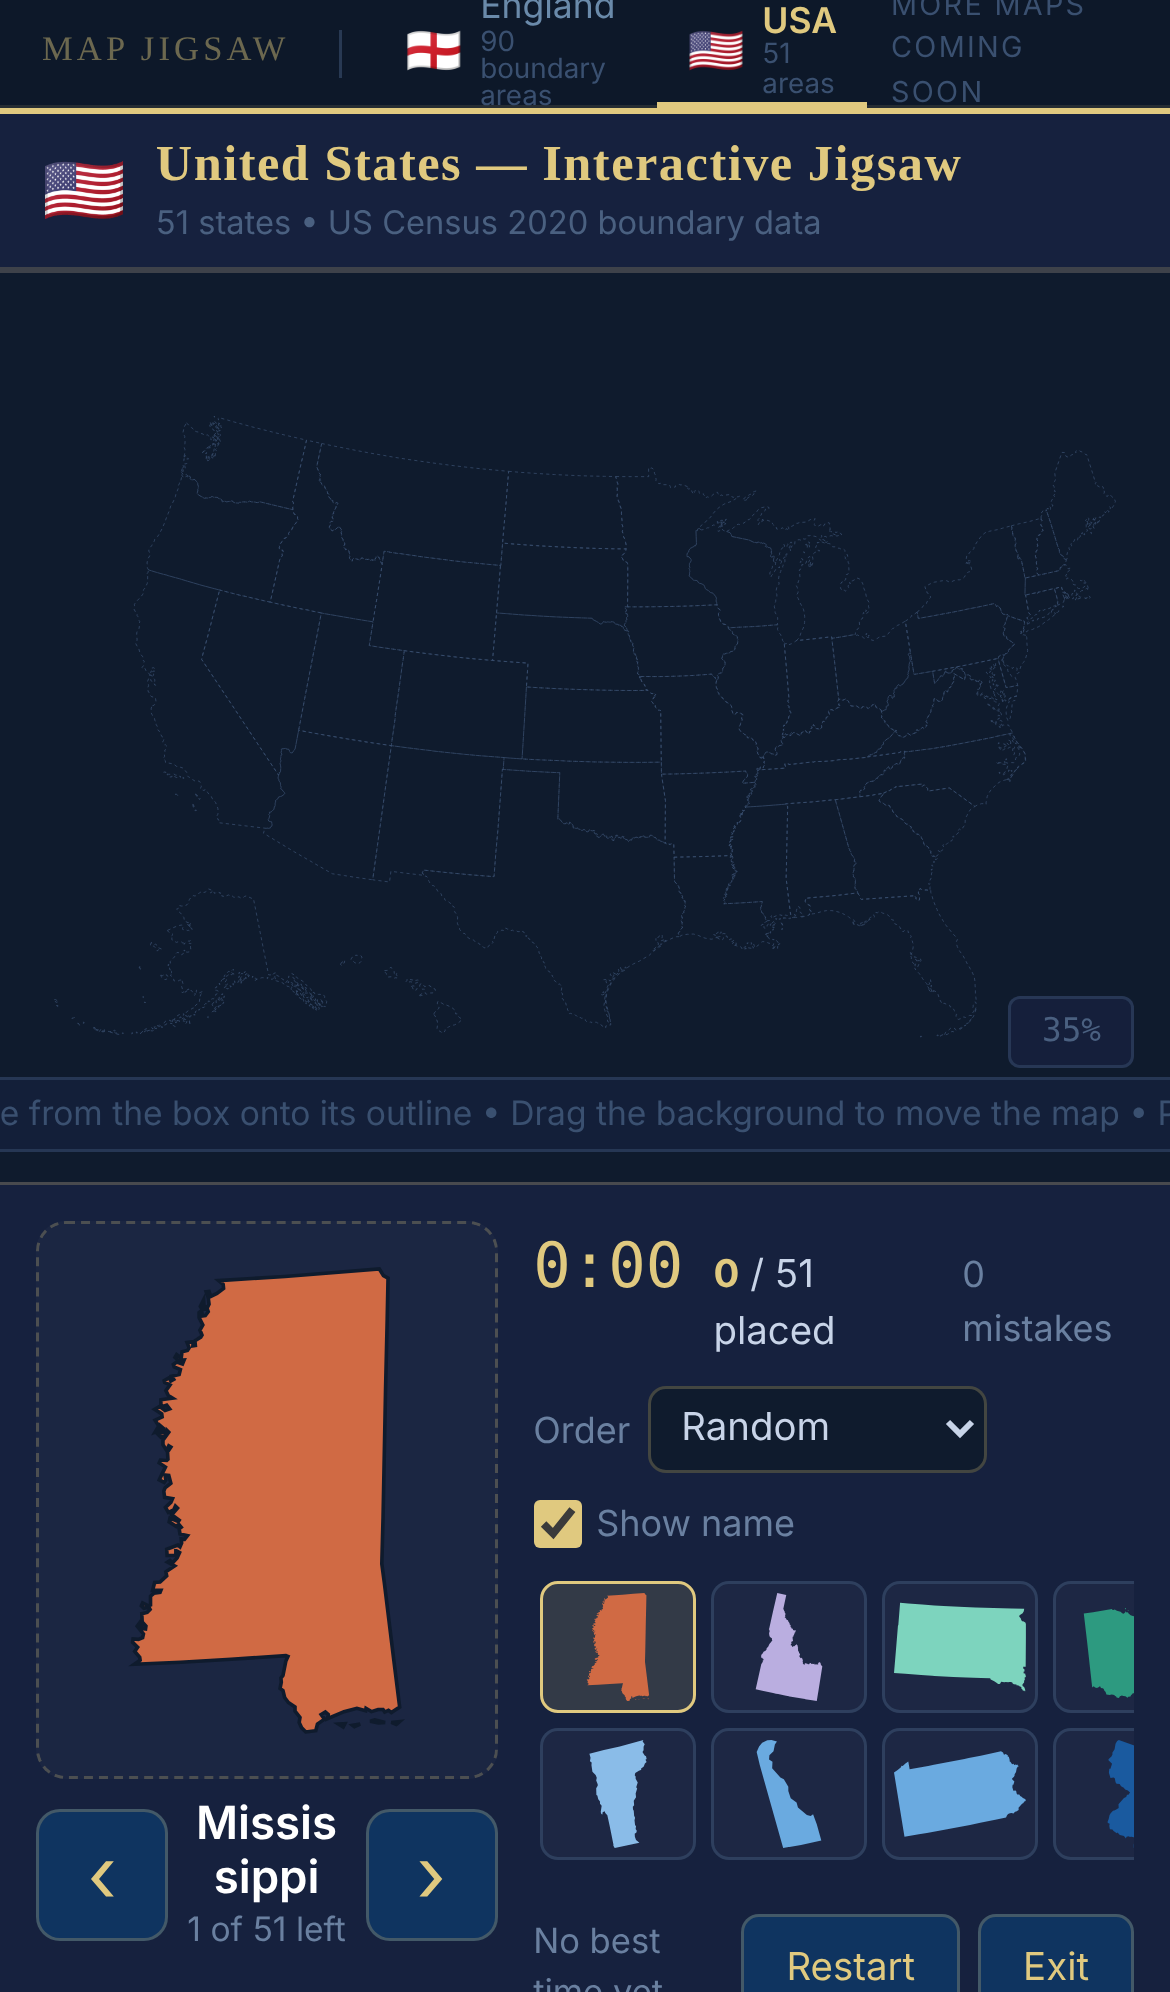 MAP JIGSAW
England
90
boundary
areas
USA
51
areas
MORE MAPS
COMING
SOON
United States — Interactive Jigsaw
51 states • US Census 2020 boundary data
35%
e from the box onto its outline • Drag the background to move the map • P
0:00
0 / 51
placed
0
mistakes
Order
Random
Show name
Missis
sippi
1 of 51 left
‹
›
No best
time yet
Restart
Exit